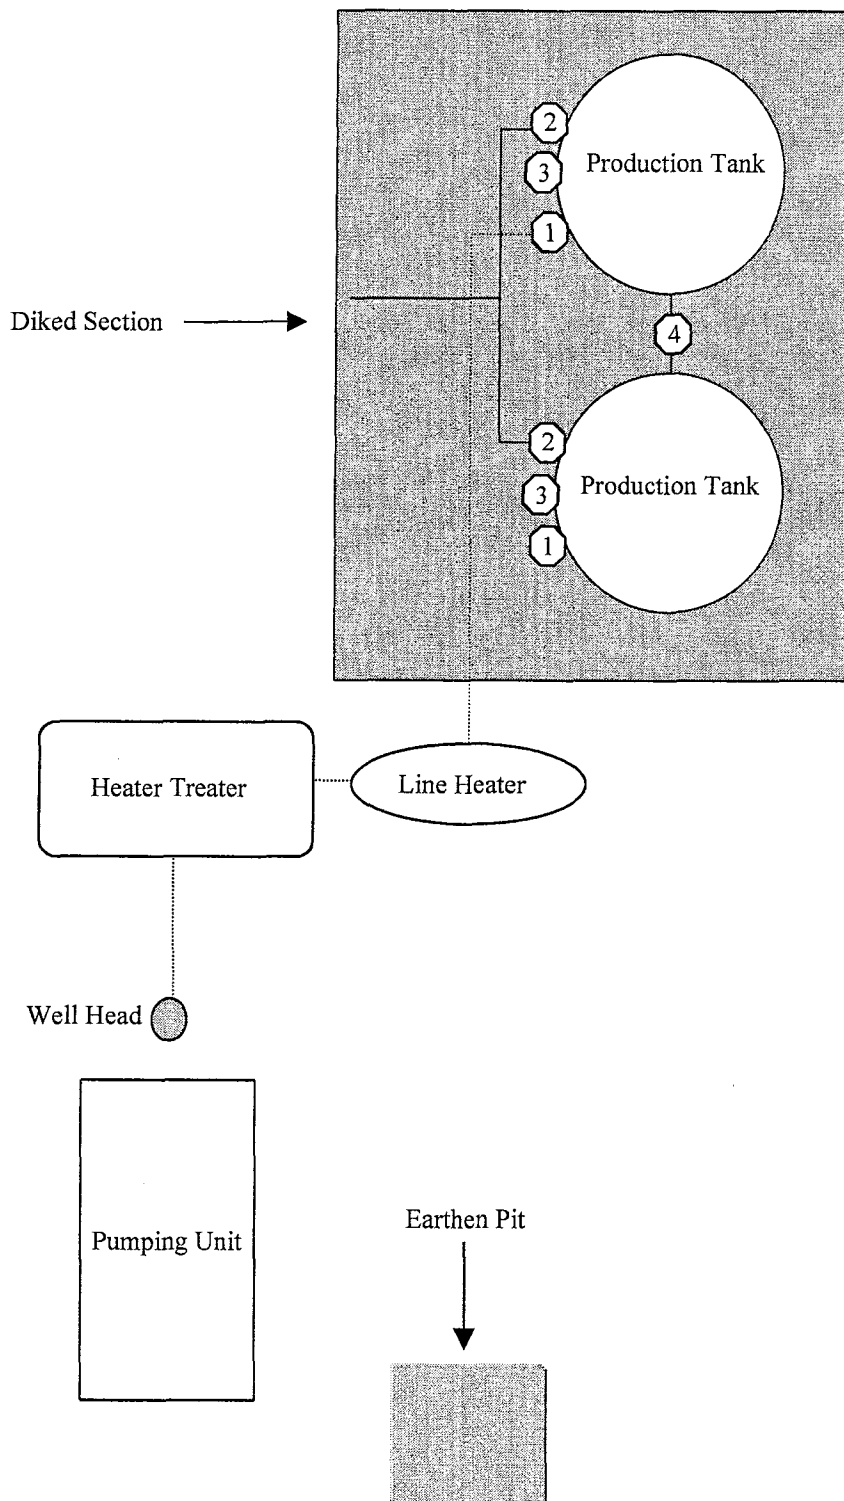 2
Production Tank
3
1
Diked Section
4
2
Production Tank
3
1
Heater Treater
Line Heater
Well Head
Pumping Unit
Earthen Pit